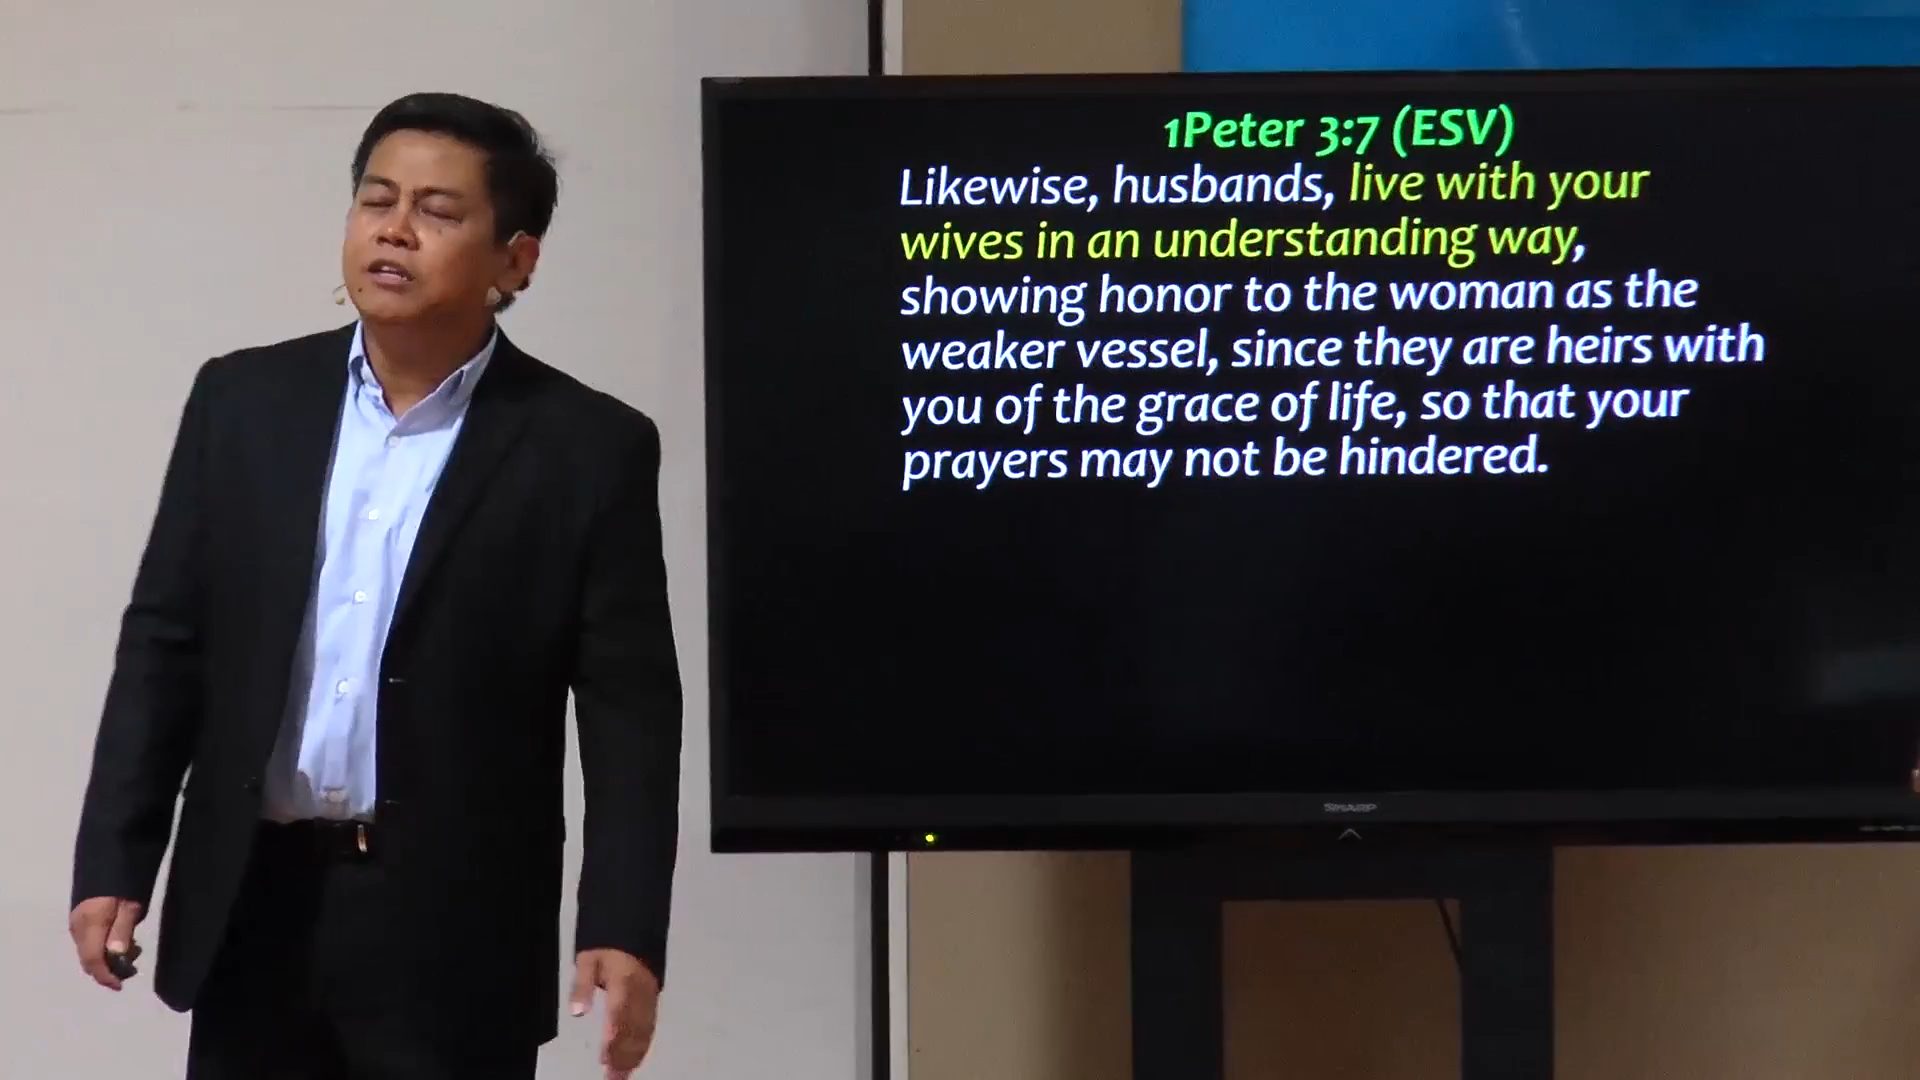 1Peter 3:7 (ESV)
Likewise, husbands, live with your
wives in an understanding way,
showing honor to the woman as the
weaker vessel, since they are heirs with
you of the grace of life, so that your
prayers may not be hindered.
SHARP